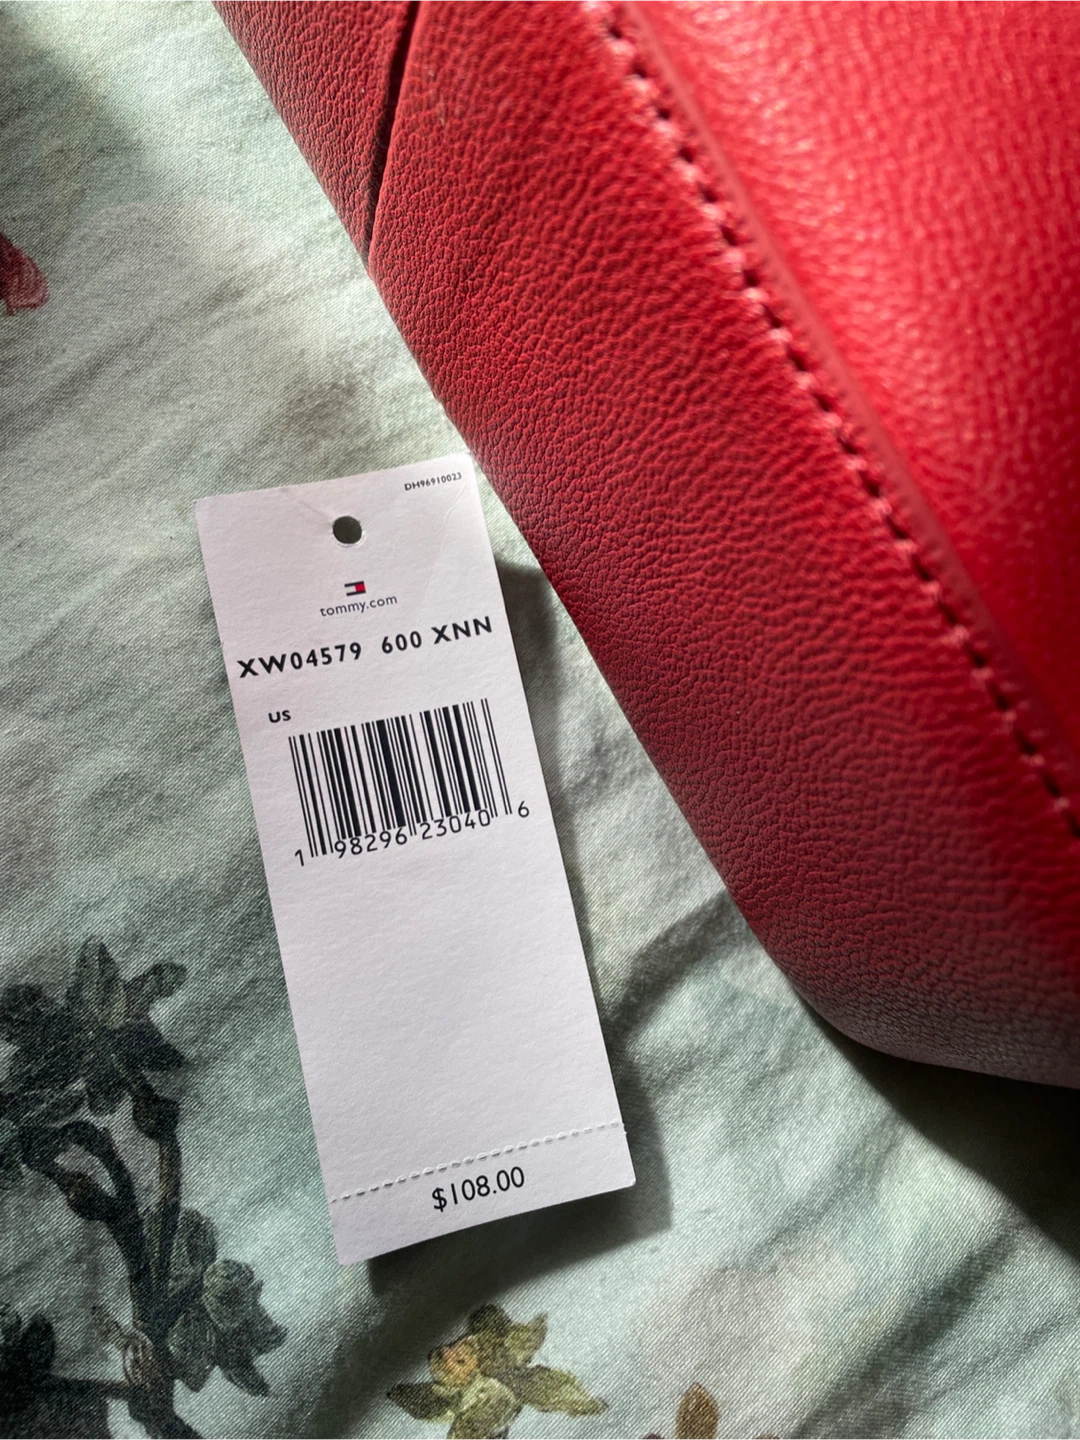 DH96910023
tommy.com
XW04579 600 XNN
US
1 98296 23040 6
$108.00